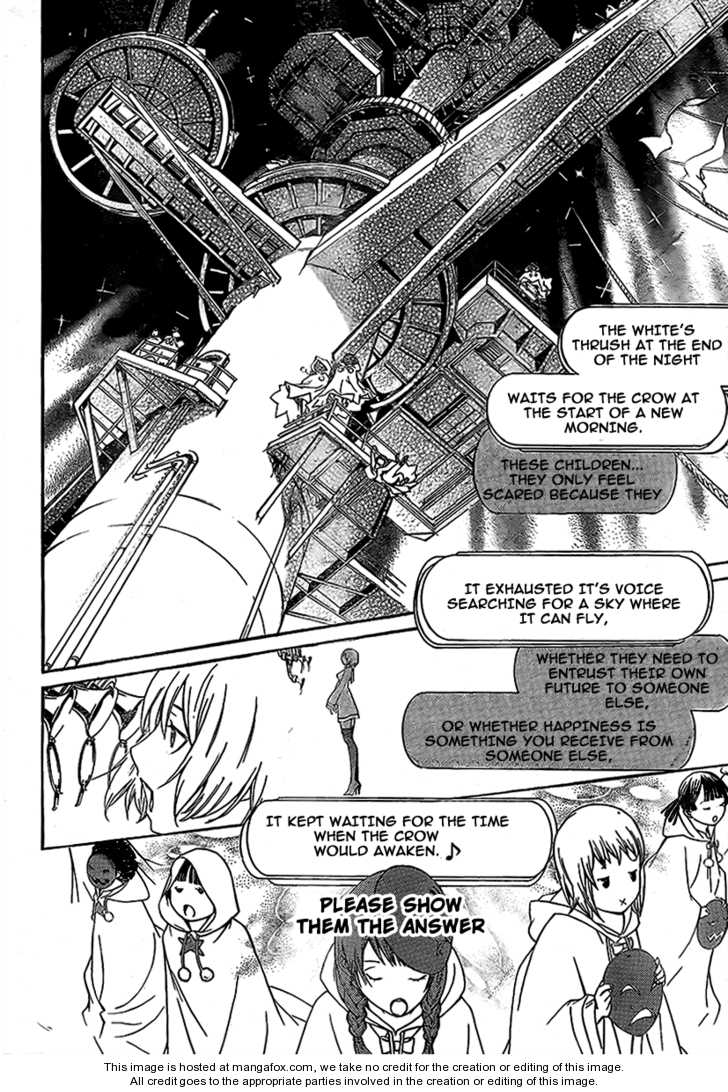 THE WHITE'S
THRUSH AT THE END
OF THE NIGHT
WAITS FOR THE CROW AT
THE START OF A NEW
MORNING.
THESE CHILDREN...
THEY ONLY FEEL
SCARED BECAUSE THEY
IT EXHAUSTED IT'S VOICE
SEARCHING FOR A SKY WHERE
IT CAN FLY,
WHETHER THEY NEED TO
ENTRUST THEIR OWN
FUTURE TO SOMEONE
ELSE,
OR WHETHER HAPPINESS IS
SOMETHING YOU RECEIVE FROM
SOMEONE ELSE,
IT KEPT WAITING FOR THE TIME
WHEN THE CROW
WOULD AWAKEN. ♪
PLEASE SHOW
THEM THE ANSWER
This image is hosted at mangafox.com, we take no credit for the creation or editing of this image.
All credit goes to the appropriate parties involved in the creation or editing of this image.